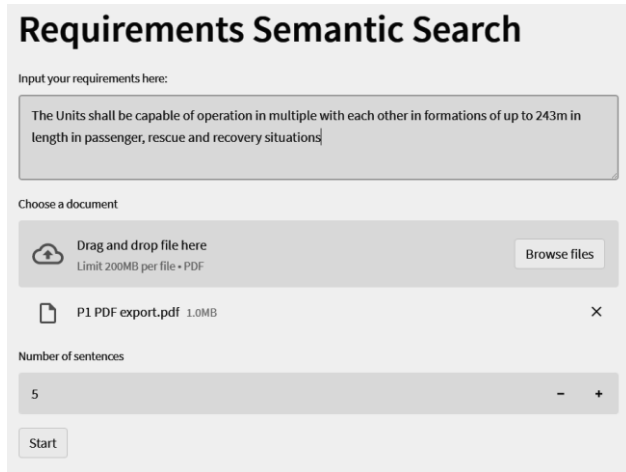 Requirements Semantic Search
Input your requirements here:
The Units shall be capable of operation in multiple with each other in formations of up to 243m in
length in passenger, rescue and recovery situations
Choose a document
Drag and drop file here
Limit 200MB per file • PDF
Browse files
P1 PDF export.pdf 1.0MB
Number of sentences
5
Start